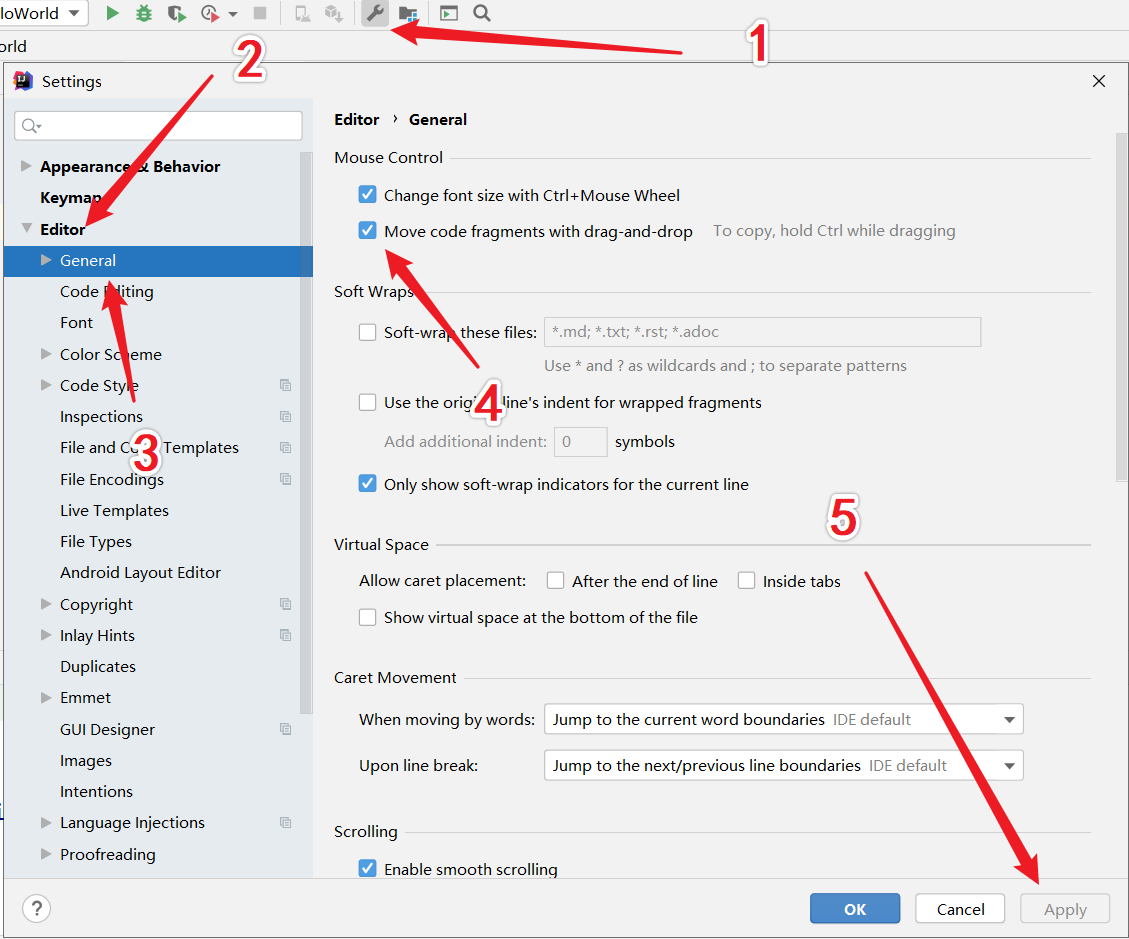 loWorld
1
orld
2
Settings
Editor › General
Mouse Control
Appearance & Behavior
Keymap
Change font size with Ctrl+Mouse Wheel
Editor
Move code fragments with drag-and-drop To copy, hold Ctrl while dragging
General
Code Editing
Soft Wraps
Font
Soft-wrap these files: *.md; *.txt; *.rst; *.adoc
Color Scheme
Use * and ? as wildcards and ; to separate patterns
Code Style
4
Inspections
Use the original line's indent for wrapped fragments
3
File and Code Templates
Add additional indent: 0 symbols
File Encodings
Only show soft-wrap indicators for the current line
Live Templates
5
File Types
Virtual Space
Android Layout Editor
Allow caret placement: After the end of line Inside tabs
Copyright
Show virtual space at the bottom of the file
Inlay Hints
Duplicates
Caret Movement
Emmet
When moving by words: Jump to the current word boundaries IDE default
GUI Designer
Images
Upon line break: Jump to the next/previous line boundaries IDE default
Intentions
Language Injections
Scrolling
Proofreading
Enable smooth scrolling
?
OK Cancel Apply